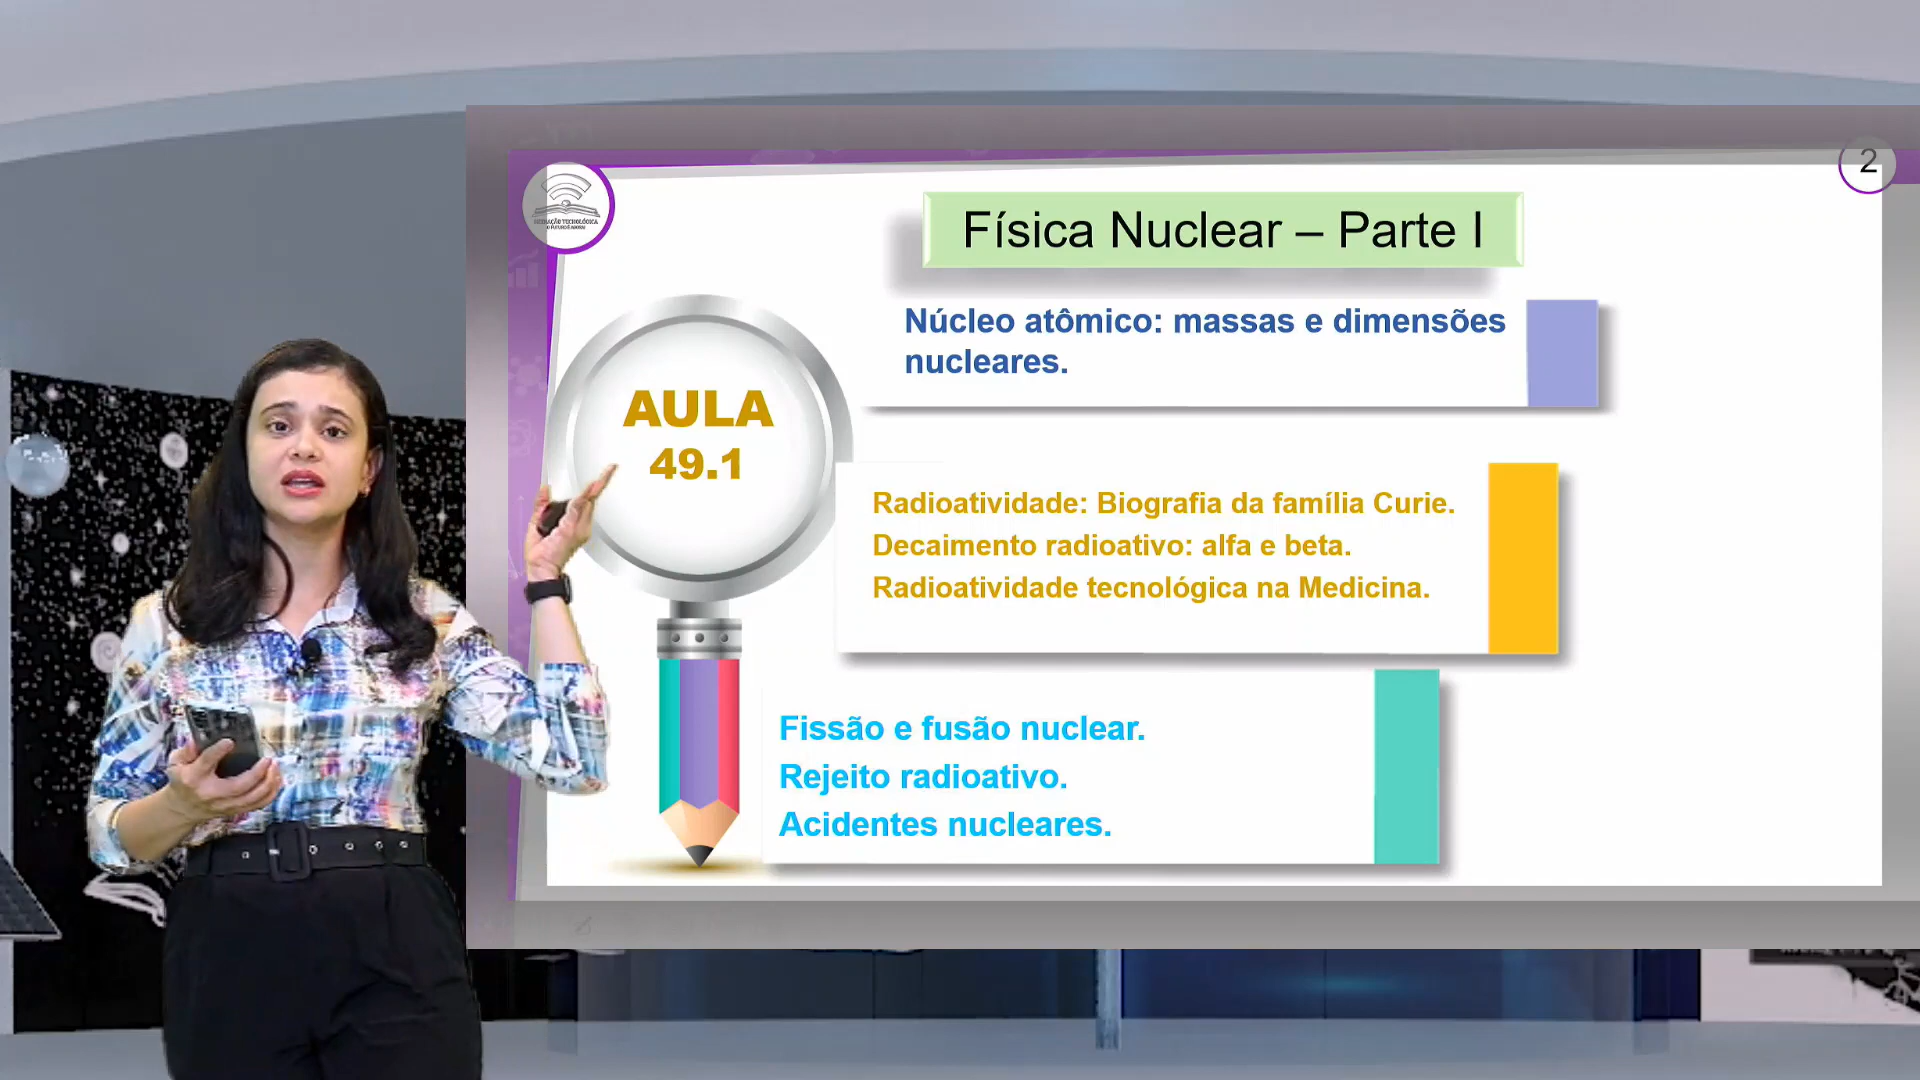 2
Física Nuclear – Parte I
Núcleo atômico: massas e dimensões
nucleares.
AULA
49.1
Radioatividade: Biografia da família Curie.
Decaimento radioativo: alfa e beta.
Radioatividade tecnológica na Medicina.
Fissão e fusão nuclear.
Rejeito radioativo.
Acidentes nucleares.